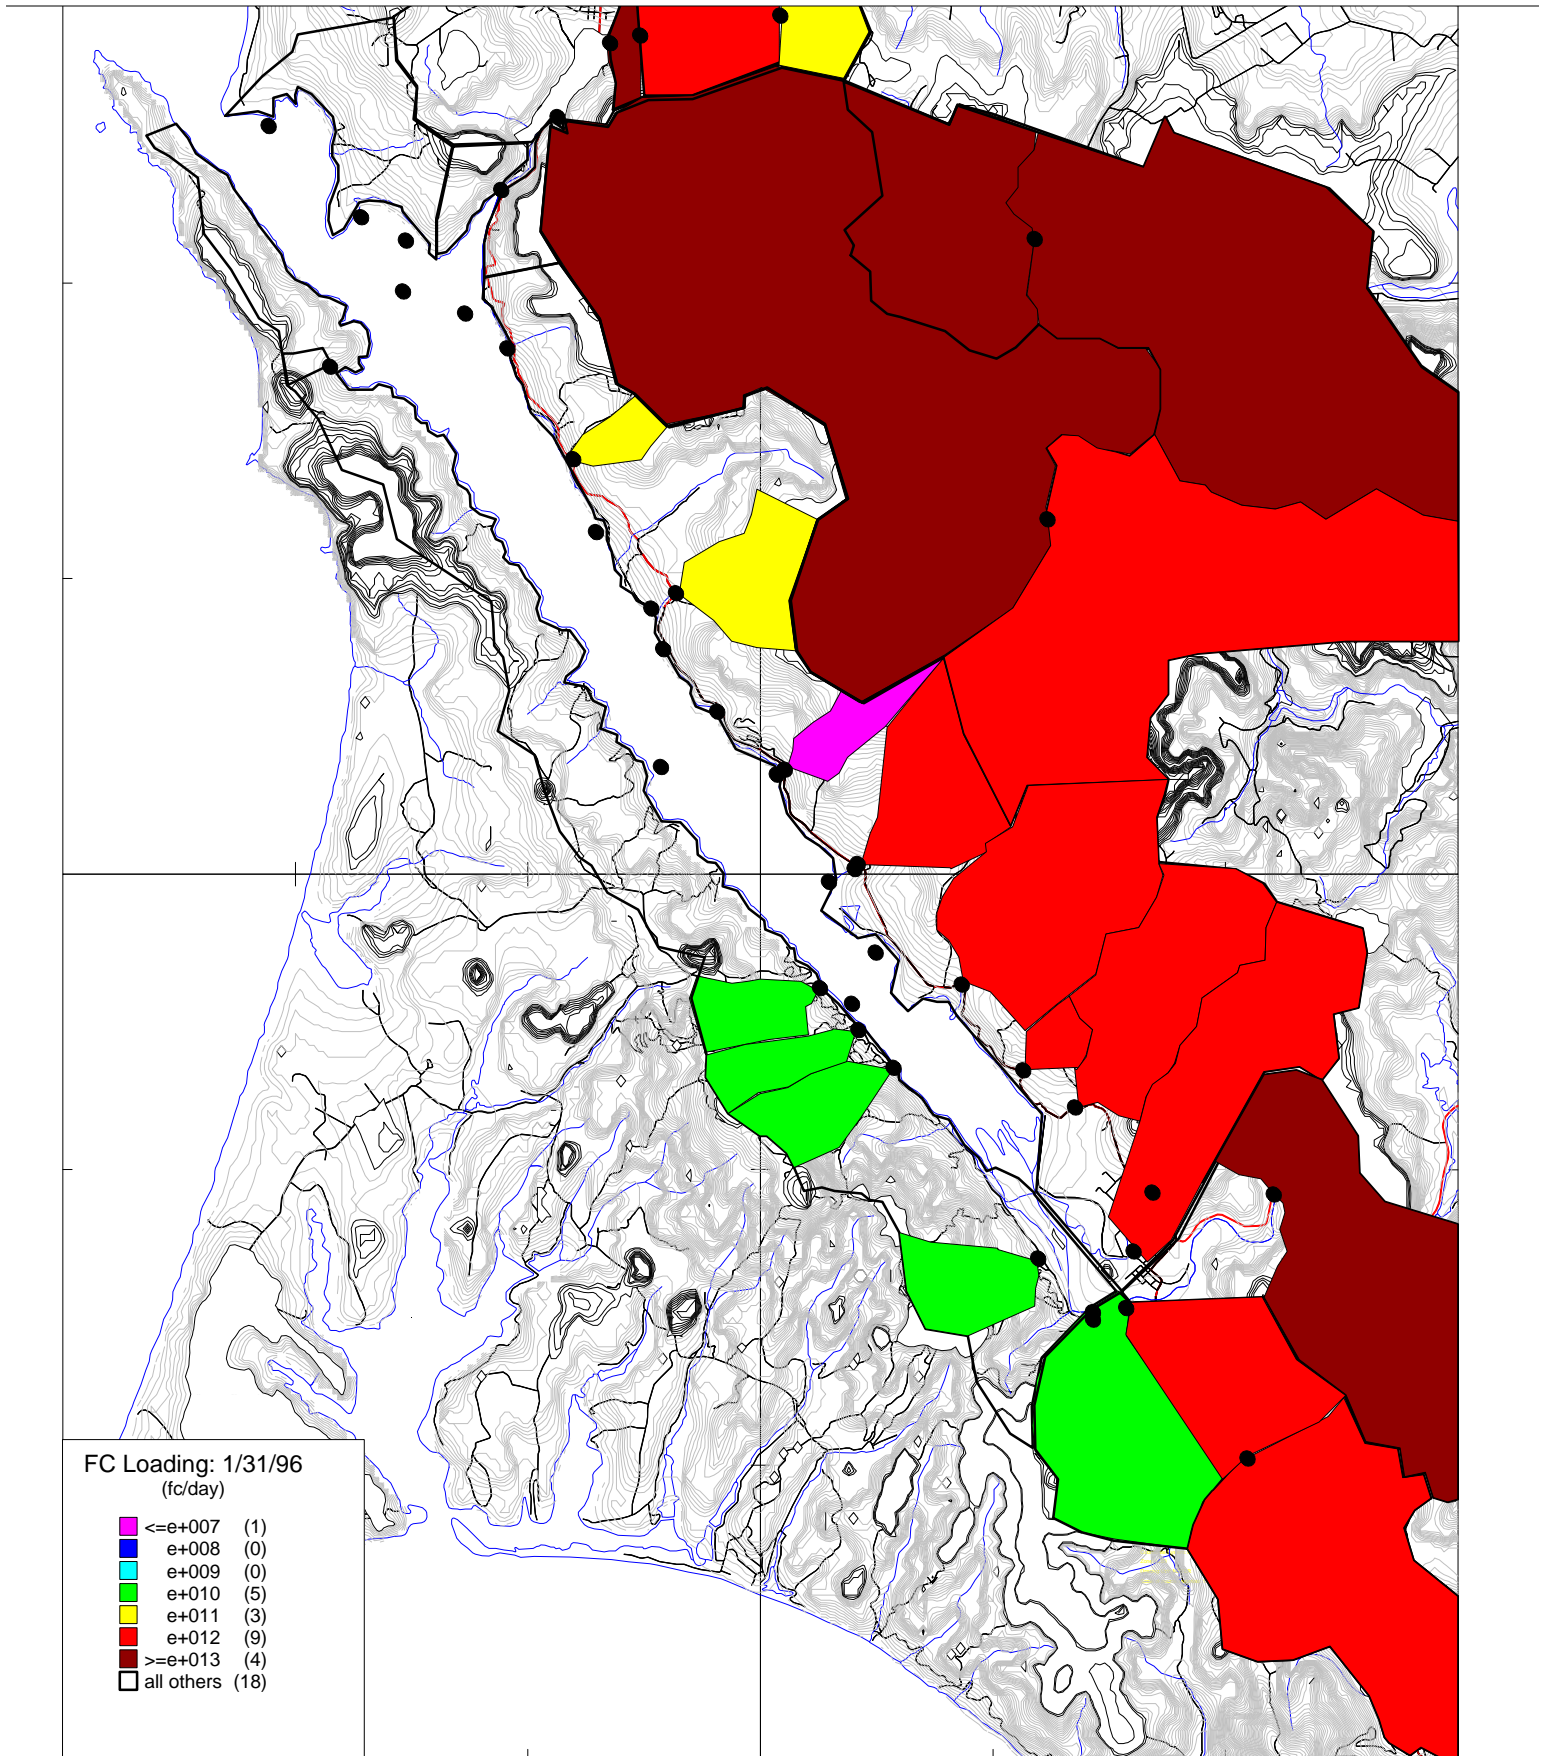 FC Loading: 1/31/96
(fc/day)
<=e+007 (1)
e+008 (0)
e+009 (0)
e+010 (5)
e+011 (3)
e+012 (9)
>=e+013 (4)
all others (18)